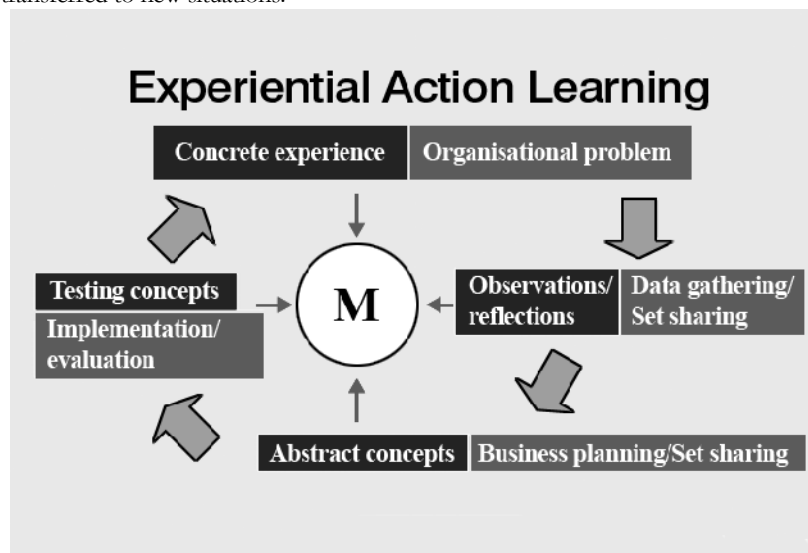 transferred to new situations.
Experiential Action Learning
Concrete experience Organisational problem
Testing concepts
Implementation/
evaluation
M
Observations/
reflections
Data gathering/
Set sharing
Abstract concepts Business planning/Set sharing